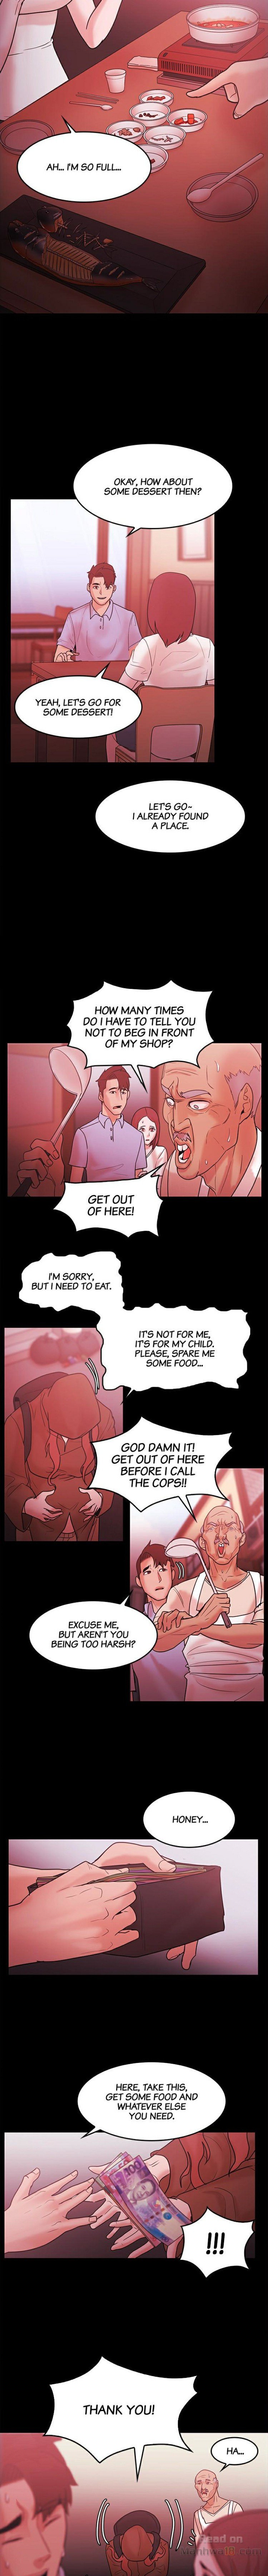 AH... I'M SO FULL...
OKAY, HOW ABOUT
SOME DESSERT THEN?
YEAH, LET'S GO FOR
SOME DESSERT!
LET'S GO~
I ALREADY FOUND
A PLACE.
HOW MANY TIMES
DO I HAVE TO TELL YOU
NOT TO BEG IN FRONT
OF MY SHOP?
GET OUT
OF HERE!
I'M SORRY,
BUT I NEED TO EAT.
IT'S NOT FOR ME,
IT'S FOR MY CHILD.
PLEASE, SPARE ME
SOME FOOD...
GOD DAMN IT!
GET OUT OF HERE
BEFORE I CALL
THE COPS!!
EXCUSE ME,
BUT AREN'T YOU
BEING TOO HARSH?
HONEY...
HERE, TAKE THIS,
GET SOME FOOD AND
WHATEVER ELSE
YOU NEED.
100
!!!
THANK YOU!
HA...
Read on